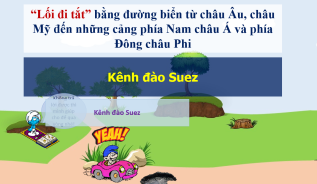 “Lối đi tắt” bằng đường biển từ châu Âu, châu
Mỹ đến những cảng phía Nam châu Á và phía
Đông châu Phi
Kênh đào Suez
Kênh đào Suez
YEAH!